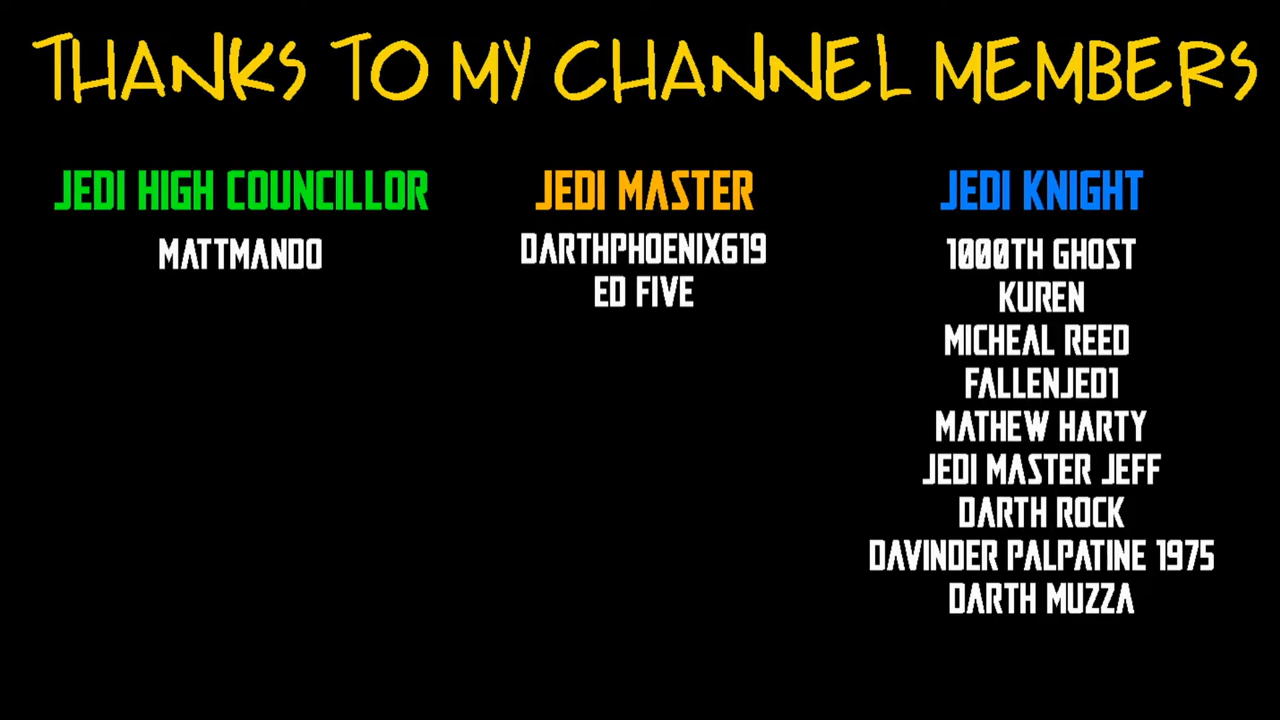 THANKS TO MY CHANNEL MEMBERS
JEDI HIGH COUNCILLOR
MATTMANDO
JEDI MASTER
DARTHPHOENIX619
ED FIVE
JEDI KNIGHT
1000TH GHOST
KUREN
MICHEAL REED
FALLENJED1
MATHEW HARTY
JEDI MASTER JEFF
DARTH ROCK
DAVINDER PALPATINE 1975
DARTH MUZZA